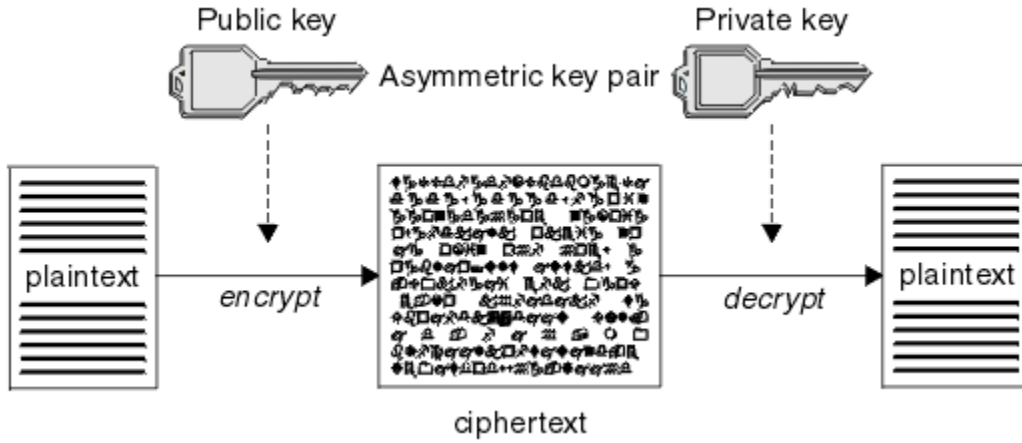 Public key
Private key
Asymmetric key pair
plaintext
encrypt
decrypt
plaintext
ciphertext